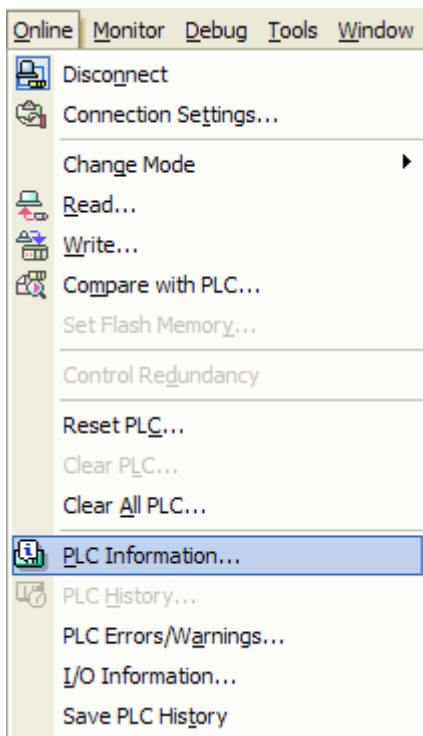 Online Monitor Debug Tools Window
Disconnect
Connection Settings...
Change Mode
Read...
Write...
Compare with PLC...
Set Flash Memory...
Control Redundancy
Reset PLC...
Clear PLC...
Clear All PLC...
PLC Information...
PLC History...
PLC Errors/Warnings...
I/O Information...
Save PLC History